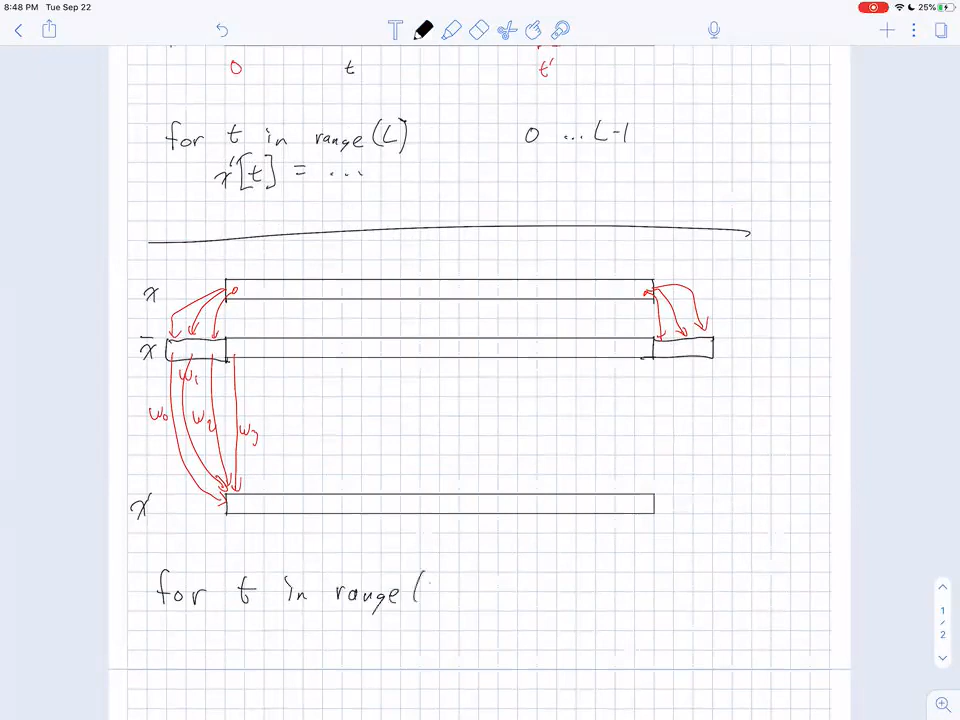 8:48 PM Tue Sep 22
25%
0 t t'
for t in range(L) 0 ... L-1
x'[t] = ...
x
x̄
w₁
w₀ w₂ w₃
x'
for t in range(
1
/
2